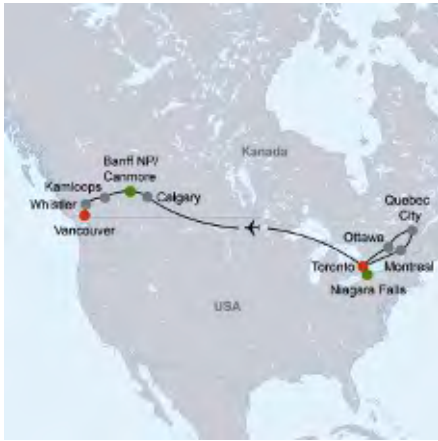 Kanada
Banff NP/
Canmore
Kamloops
Calgary
Whistler
Vancouver
Quebec
City
Ottawa
Toronto
Montreal
Niagara Falls
USA